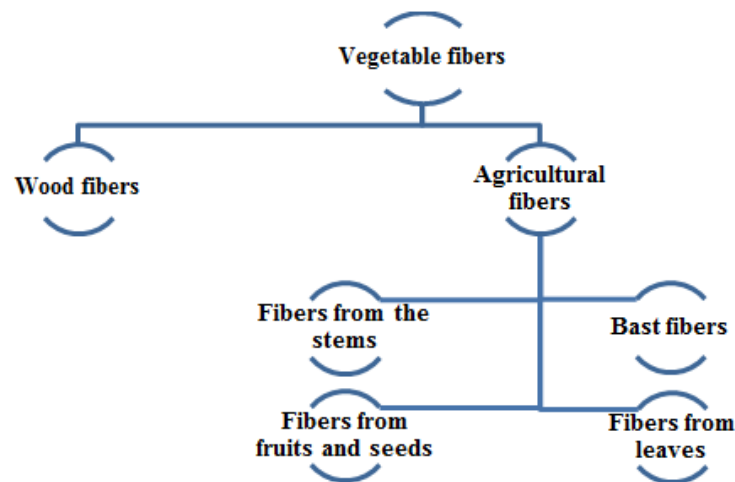 Vegetable fibers
Wood fibers
Agricultural
fibers
Fibers from the
stems
Bast fibers
Fibers from
fruits and seeds
Fibers from
leaves